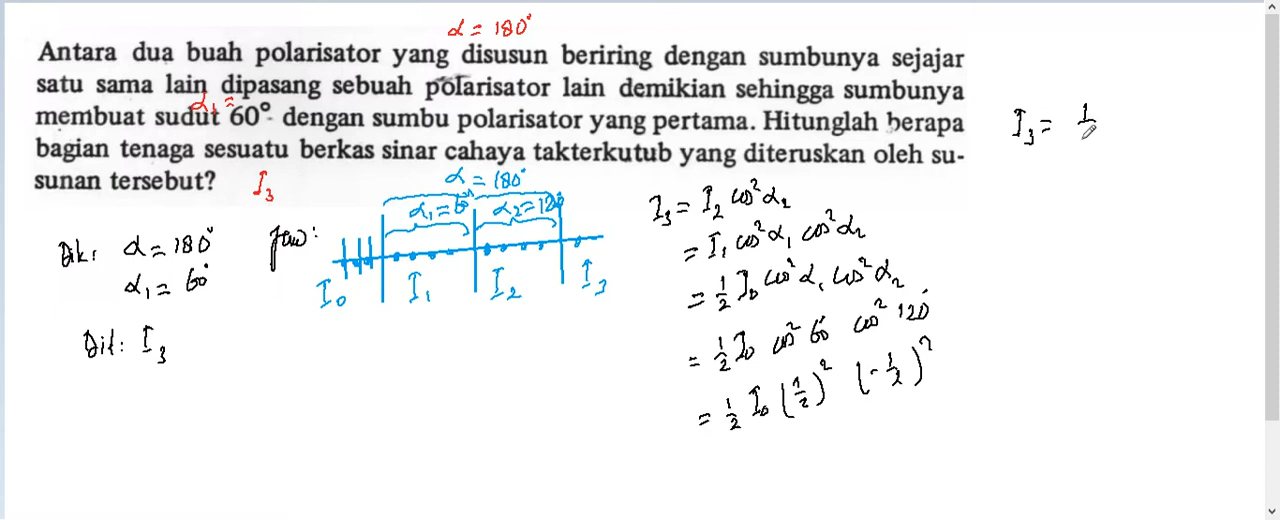 α = 180°
Antara dua buah polarisator yang disusun beriring dengan sumbunya sejajar
satu sama lain dipasang sebuah polarisator lain demikian sehingga sumbunya
α₁ =
membuat sudut 60° dengan sumbu polarisator yang pertama. Hitunglah berapa
bagian tenaga sesuatu berkas sinar cahaya takterkutub yang diteruskan oleh su-
sunan tersebut? I₃
Dik: α = 180°
α₁ = 60°
Dit: I₃
Jaw:
α = 180°
α₁ = 60° α₂ = 120
I₀ I₁ I₂ I₃
I₃ = I₂ cos² α₂
= I₁ cos² α₁ cos² α₂
= 1/2 I₀ cos² α₁ cos² α₂
= 1/2 I₀ cos² 60 cos² 120
= 1/2 I₀ (1/2)² (-1/2)²
I₃ = 1/